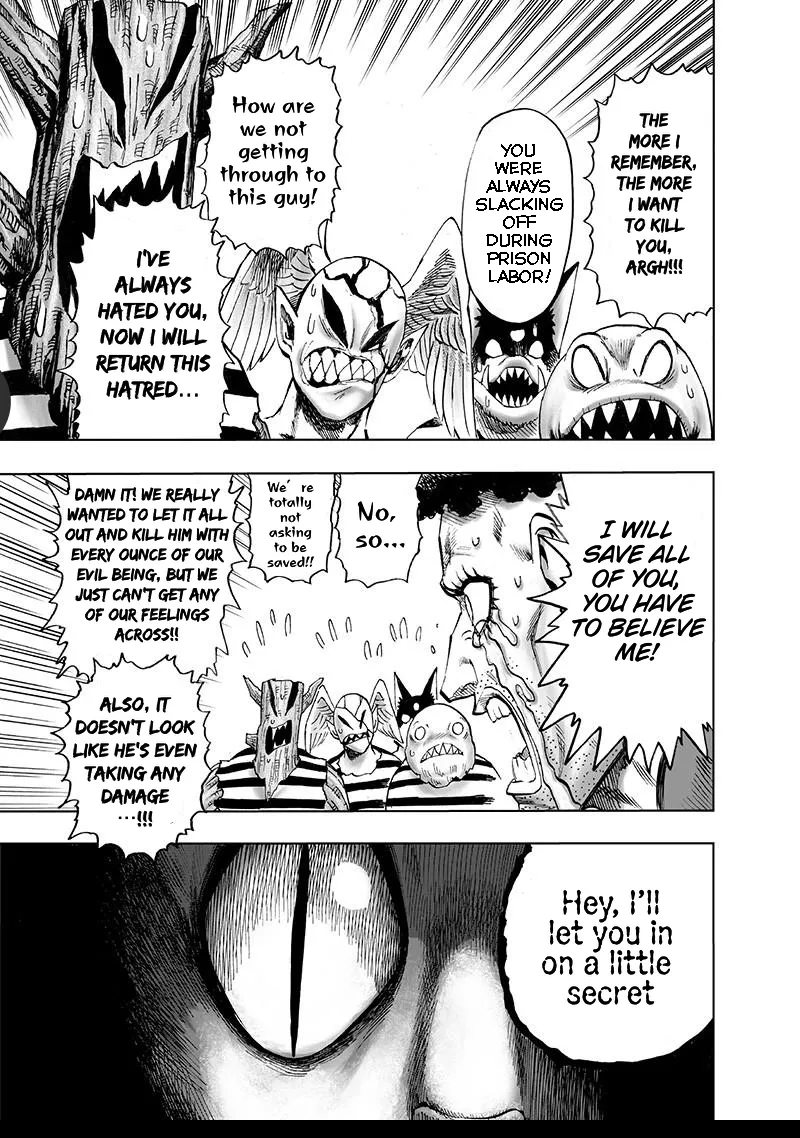 THE
MORE I
REMEMBER,
THE MORE
I WANT
TO KILL
YOU,
ARGH!!!
YOU
WERE
ALWAYS
SLACKING
OFF
DURING
PRISON
LABOR!
How are
we not
getting
through to
this guy!
I'VE
ALWAYS
HATED YOU,
NOW I WILL
RETURN THIS
HATRED...
I WILL
SAVE ALL
OF YOU,
YOU HAVE
TO BELIEVE
ME!
No,
so...
We're
totally
not
asking
to be
saved!!
DAMN IT! WE REALLY
WANTED TO LET IT ALL
OUT AND KILL HIM WITH
EVERY OUNCE OF OUR
EVIL BEING, BUT WE
JUST CAN'T GET ANY
OF OUR FEELINGS
ACROSS!!
ALSO, IT
DOESN'T LOOK
LIKE HE'S EVEN
TAKING ANY
DAMAGE
...!!!
Hey, I'll
let you in
on a little
secret